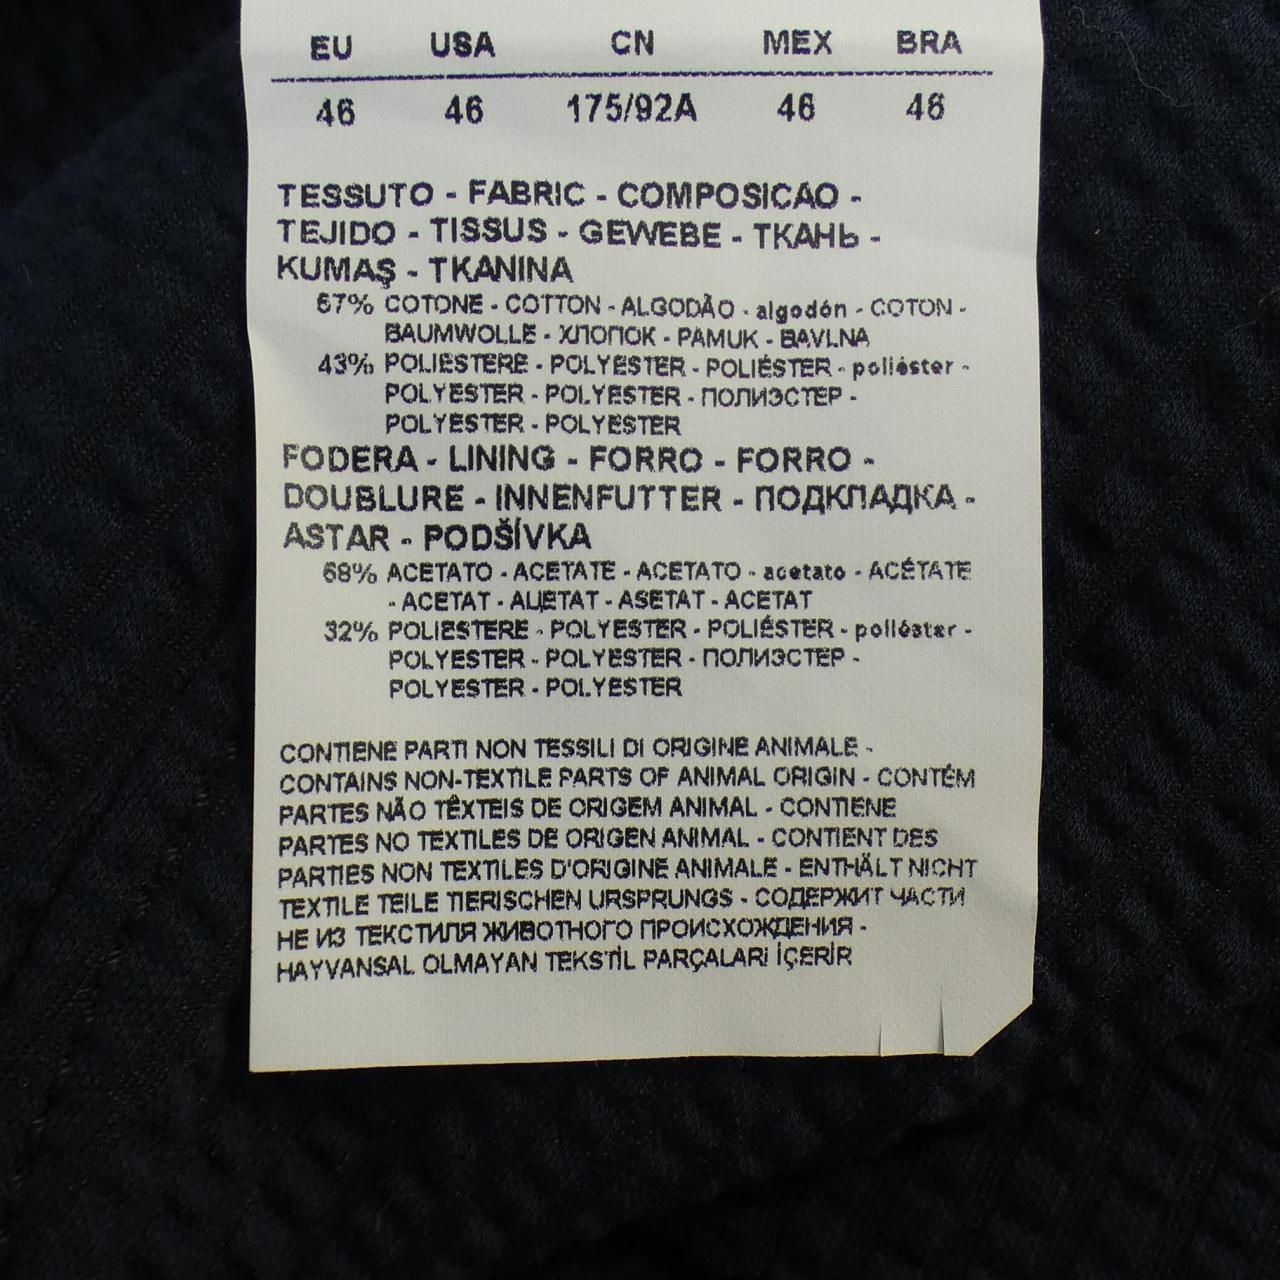 EU USA CN MEX BRA
46 46 175/92A 46 46
TESSUTO - FABRIC - COMPOSICAO -
TEJIDO - TISSUS - GEWEBE - ТКАНЬ -
KUMAŞ - TKANINA
57% COTONE - COTTON - ALGODÃO - algodón - COTON -
BAUMWOLLE - ХЛОПОК - PAMUK - BAVLNA
43% POLIESTERE - POLYESTER - POLIÉSTER - poliéster -
POLYESTER - POLYESTER - ПОЛИЭСТЕР -
POLYESTER - POLYESTER
FODERA - LINING - FORRO - FORRO -
DOUBLURE - INNENFUTTER - ПОДКЛАДКА -
ASTAR - PODŠÍVKA
68% ACETATO - ACETATE - ACETATO - acetato - ACÉTATE
- ACETAT - АЦЕТАТ - ASETAT - ACETAT
32% POLIESTERE - POLYESTER - POLIÉSTER - poliéster -
POLYESTER - POLYESTER - ПОЛИЭСТЕР -
POLYESTER - POLYESTER
CONTIENE PARTI NON TESSILI DI ORIGINE ANIMALE -
CONTAINS NON-TEXTILE PARTS OF ANIMAL ORIGIN - CONTÉM
PARTES NÃO TÊXTEIS DE ORIGEM ANIMAL - CONTIENE
PARTES NO TEXTILES DE ORIGEN ANIMAL - CONTIENT DES
PARTIES NON TEXTILES D'ORIGINE ANIMALE - ENTHÄLT NICHT
TEXTILE TEILE TIERISCHEN URSPRUNGS - СОДЕРЖИТ ЧАСТИ
НЕ ИЗ ТЕКСТИЛЯ ЖИВОТНОГО ПРОИСХОЖДЕНИЯ -
HAYVANSAL OLMAYAN TEKSTİL PARÇALARI İÇERİR